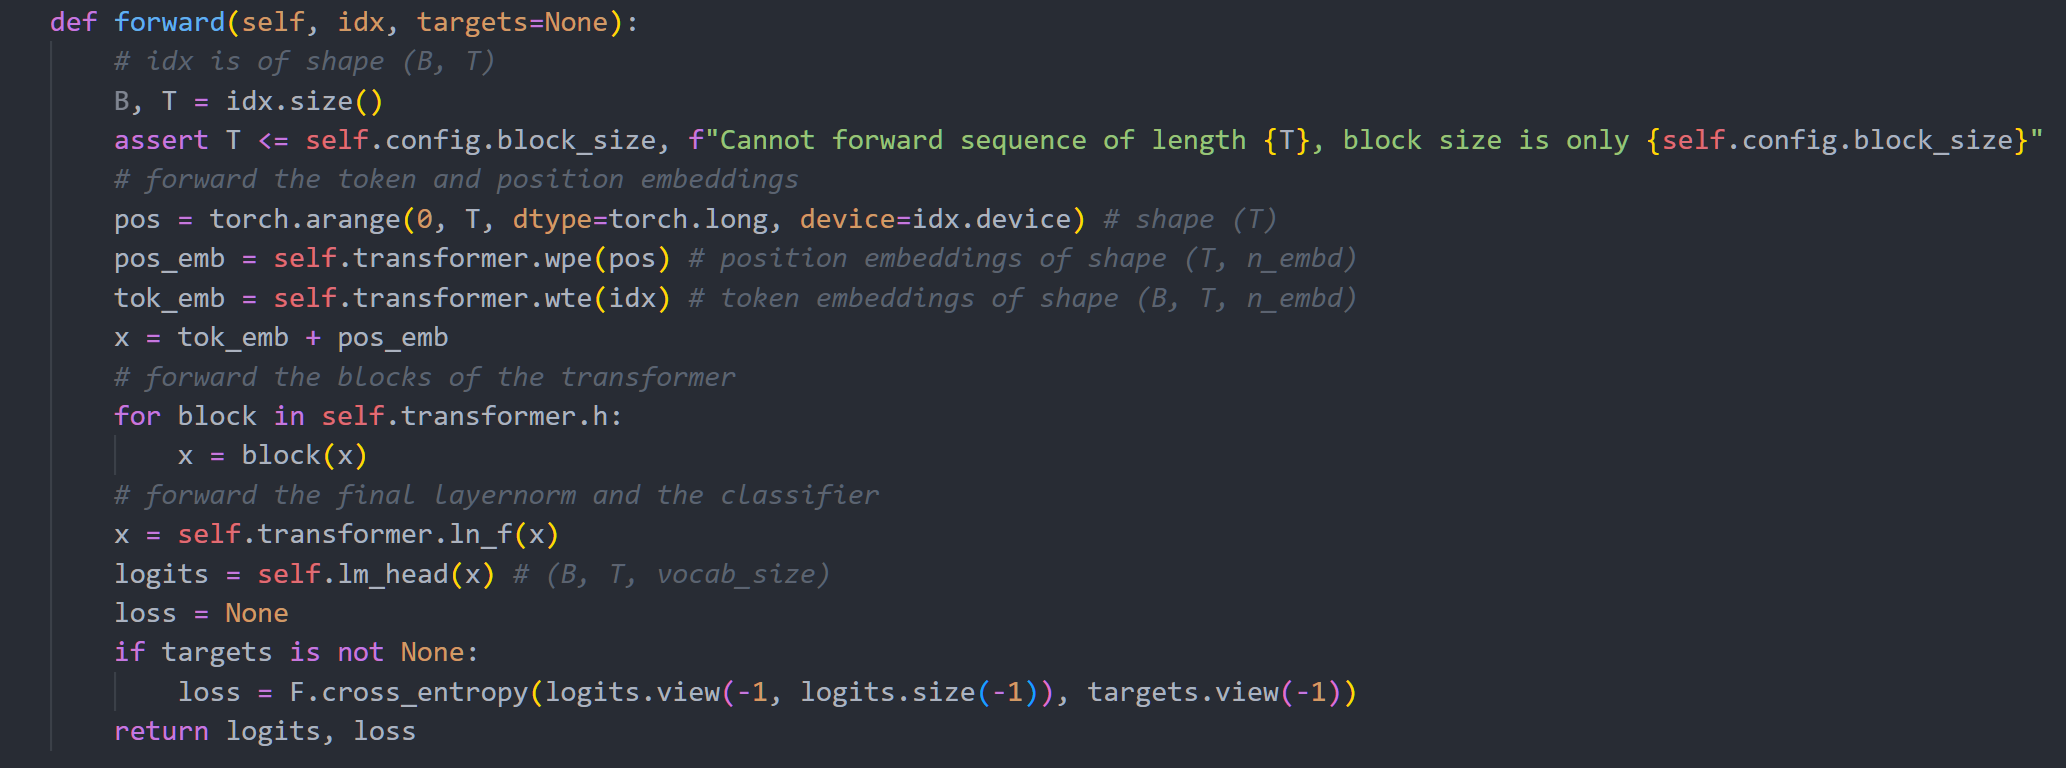 def forward(self, idx, targets=None):
    # idx is of shape (B, T)
    B, T = idx.size()
    assert T <= self.config.block_size, f"Cannot forward sequence of length {T}, block size is only {self.config.block_size}"
    # forward the token and position embeddings
    pos = torch.arange(0, T, dtype=torch.long, device=idx.device) # shape (T)
    pos_emb = self.transformer.wpe(pos) # position embeddings of shape (T, n_embd)
    tok_emb = self.transformer.wte(idx) # token embeddings of shape (B, T, n_embd)
    x = tok_emb + pos_emb
    # forward the blocks of the transformer
    for block in self.transformer.h:
        x = block(x)
    # forward the final layernorm and the classifier
    x = self.transformer.ln_f(x)
    logits = self.lm_head(x) # (B, T, vocab_size)
    loss = None
    if targets is not None:
        loss = F.cross_entropy(logits.view(-1, logits.size(-1)), targets.view(-1))
    return logits, loss